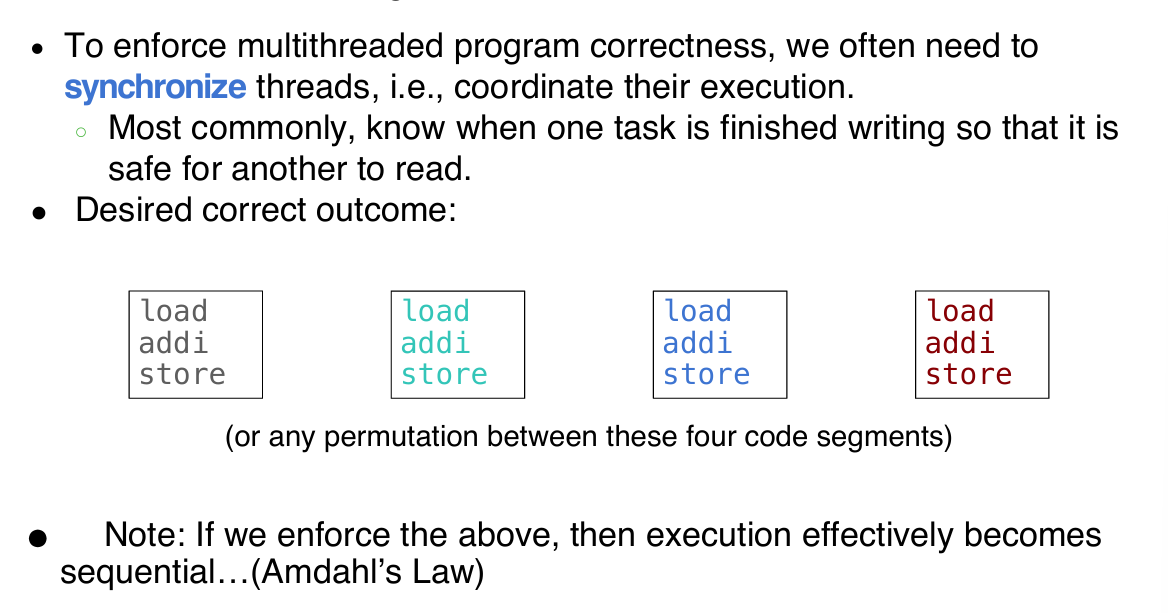 • To enforce multithreaded program correctness, we often need to
synchronize threads, i.e., coordinate their execution.
○ Most commonly, know when one task is finished writing so that it is
safe for another to read.
• Desired correct outcome:
load load load load
addi addi addi addi
store store store store
(or any permutation between these four code segments)
• Note: If we enforce the above, then execution effectively becomes
sequential…(Amdahl’s Law)